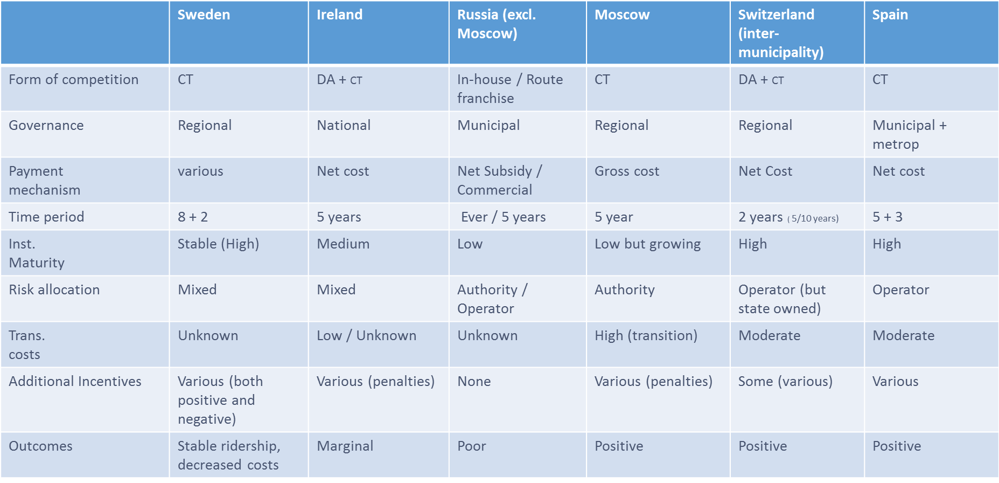 Sweden Ireland Russia (excl. Moscow Switzerland Spain
Moscow) (inter-
municipality)
Form of competition CT DA + CT In-house / Route CT DA + CT CT
franchise
Governance Regional National Municipal Regional Regional Municipal +
metrop
Payment various Net cost Net Subsidy / Gross cost Net Cost Net cost
mechanism Commercial
Time period 8 + 2 5 years Ever / 5 years 5 year 2 years ( 5/10 years) 5 + 3
Inst. Stable (High) Medium Low Low but growing High High
Maturity
Risk allocation Mixed Mixed Authority / Authority Operator (but Operator
Operator state owned)
Trans. Unknown Low / Unknown Unknown High (transition) Moderate Moderate
costs
Additional Incentives Various (both Various (penalties) None Various (penalties) Some (various) Various
positive and
negative)
Outcomes Stable ridership, Marginal Poor Positive Positive Positive
decreased costs